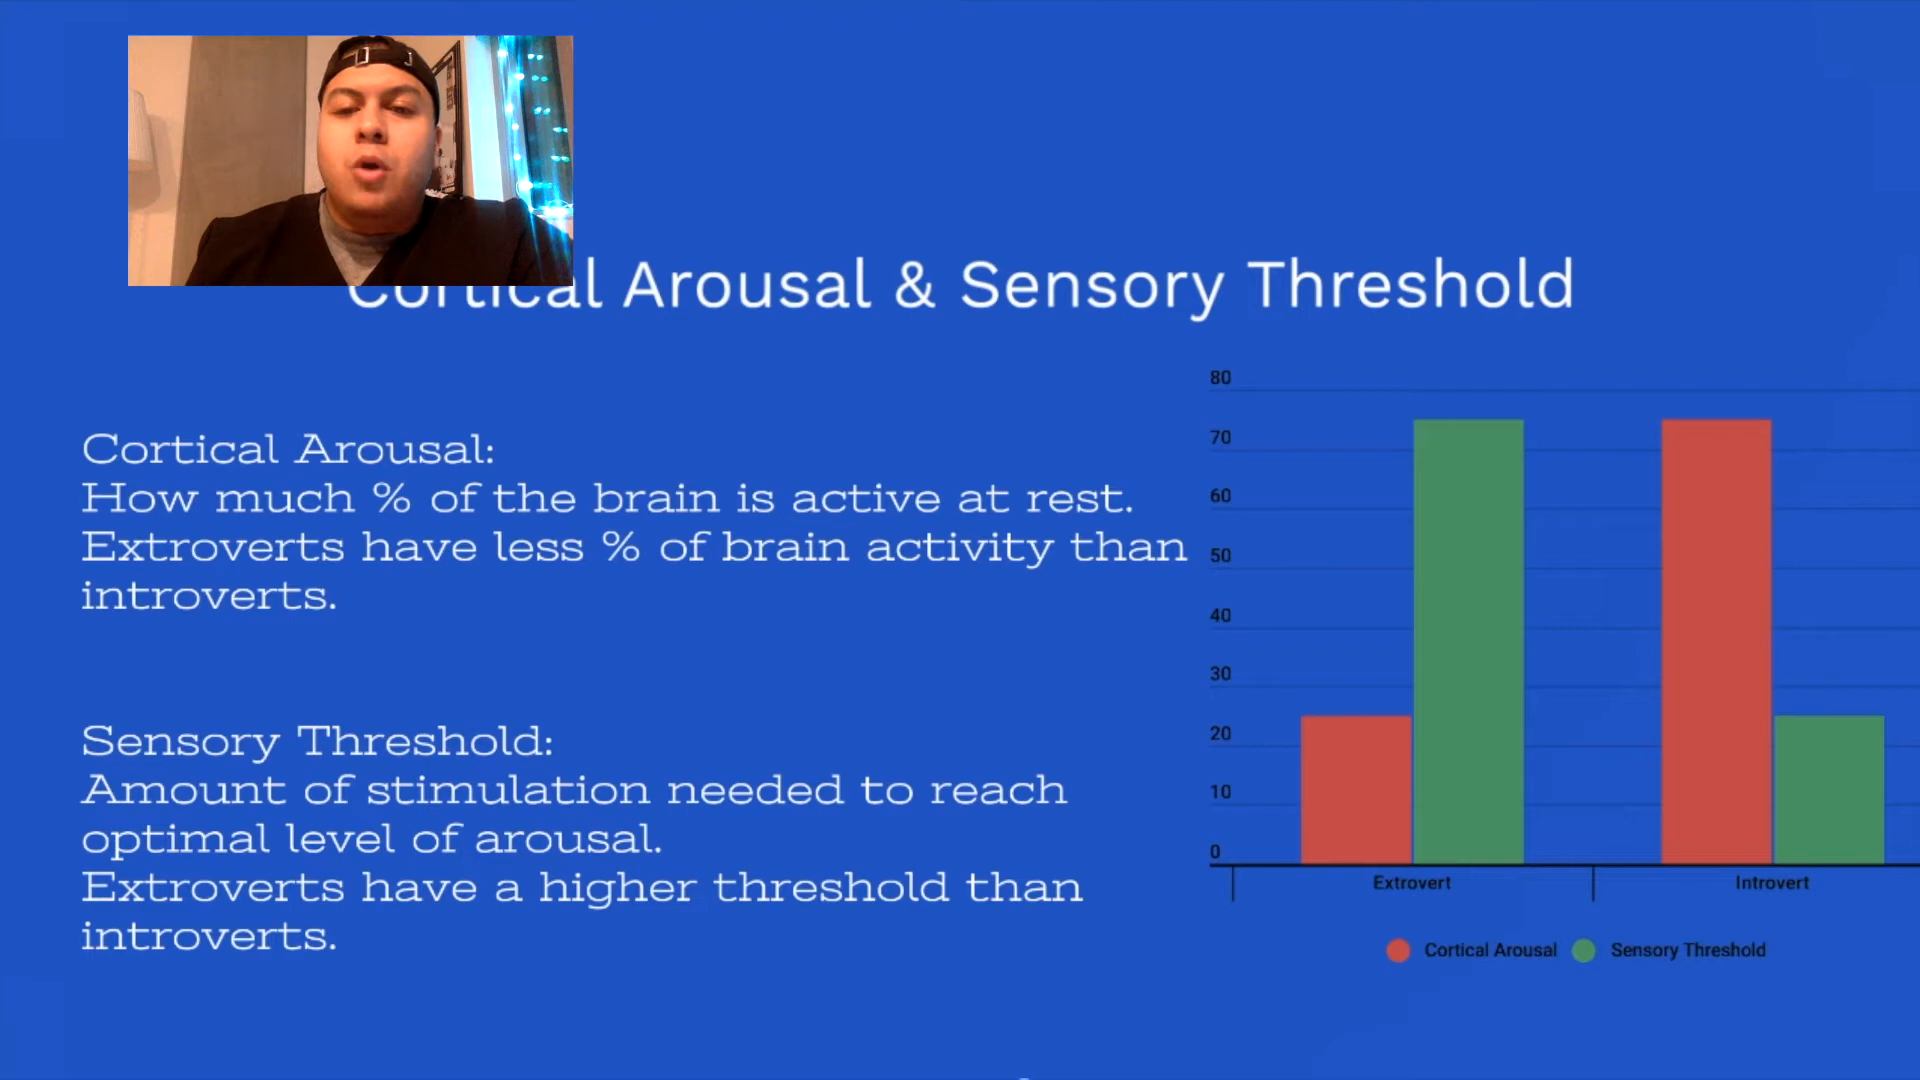 Cortical Arousal & Sensory Threshold
Cortical Arousal:
How much % of the brain is active at rest.
Extroverts have less % of brain activity than
introverts.
Sensory Threshold:
Amount of stimulation needed to reach
optimal level of arousal.
Extroverts have a higher threshold than
introverts.
80
70
60
50
40
30
20
10
0
Extrovert Introvert
Cortical Arousal Sensory Threshold